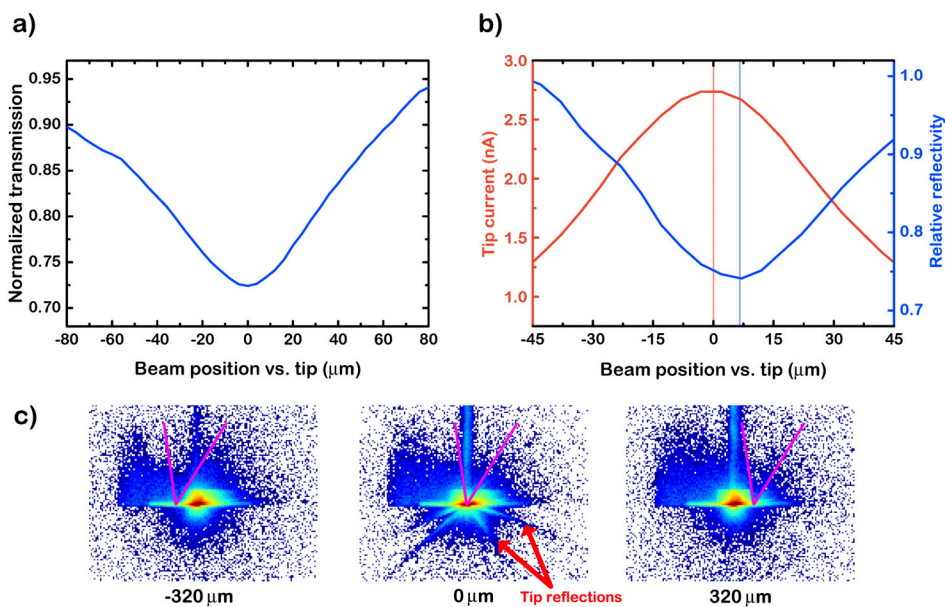 a)
0.95
0.90
0.85
0.80
0.75
0.70
Normalized transmission
-80 -60 -40 -20 0 20 40 60 80
Beam position vs. tip (μm)
b)
3.0
2.5
2.0
1.5
1.0
Tip current (nA)
1.0
0.9
0.8
0.7
Relative reflectivity
-45 -30 -15 0 15 30 45
Beam position vs. tip (μm)
c)
Tip reflections
-320 μm
0 μm
320 μm